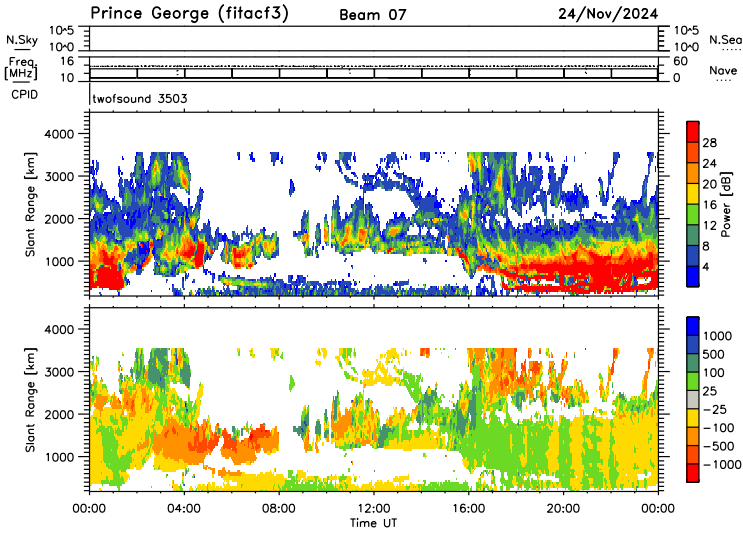 Prince George (fitacf3) Beam 07 24/Nov/2024
N.Sky 10^5 10^0 10^5 10^0 N.Sea
Freq. [MHz] 16 10 60 0 Nave
CPID twofsound 3503
Slant Range [km] 4000 3000 2000 1000
28 24 20 16 12 8 4 Power [dB]
Slant Range [km] 4000 3000 2000 1000
1000 500 100 25 -25 -100 -500 -1000
00:00 04:00 08:00 12:00 16:00 20:00 00:00
Time UT